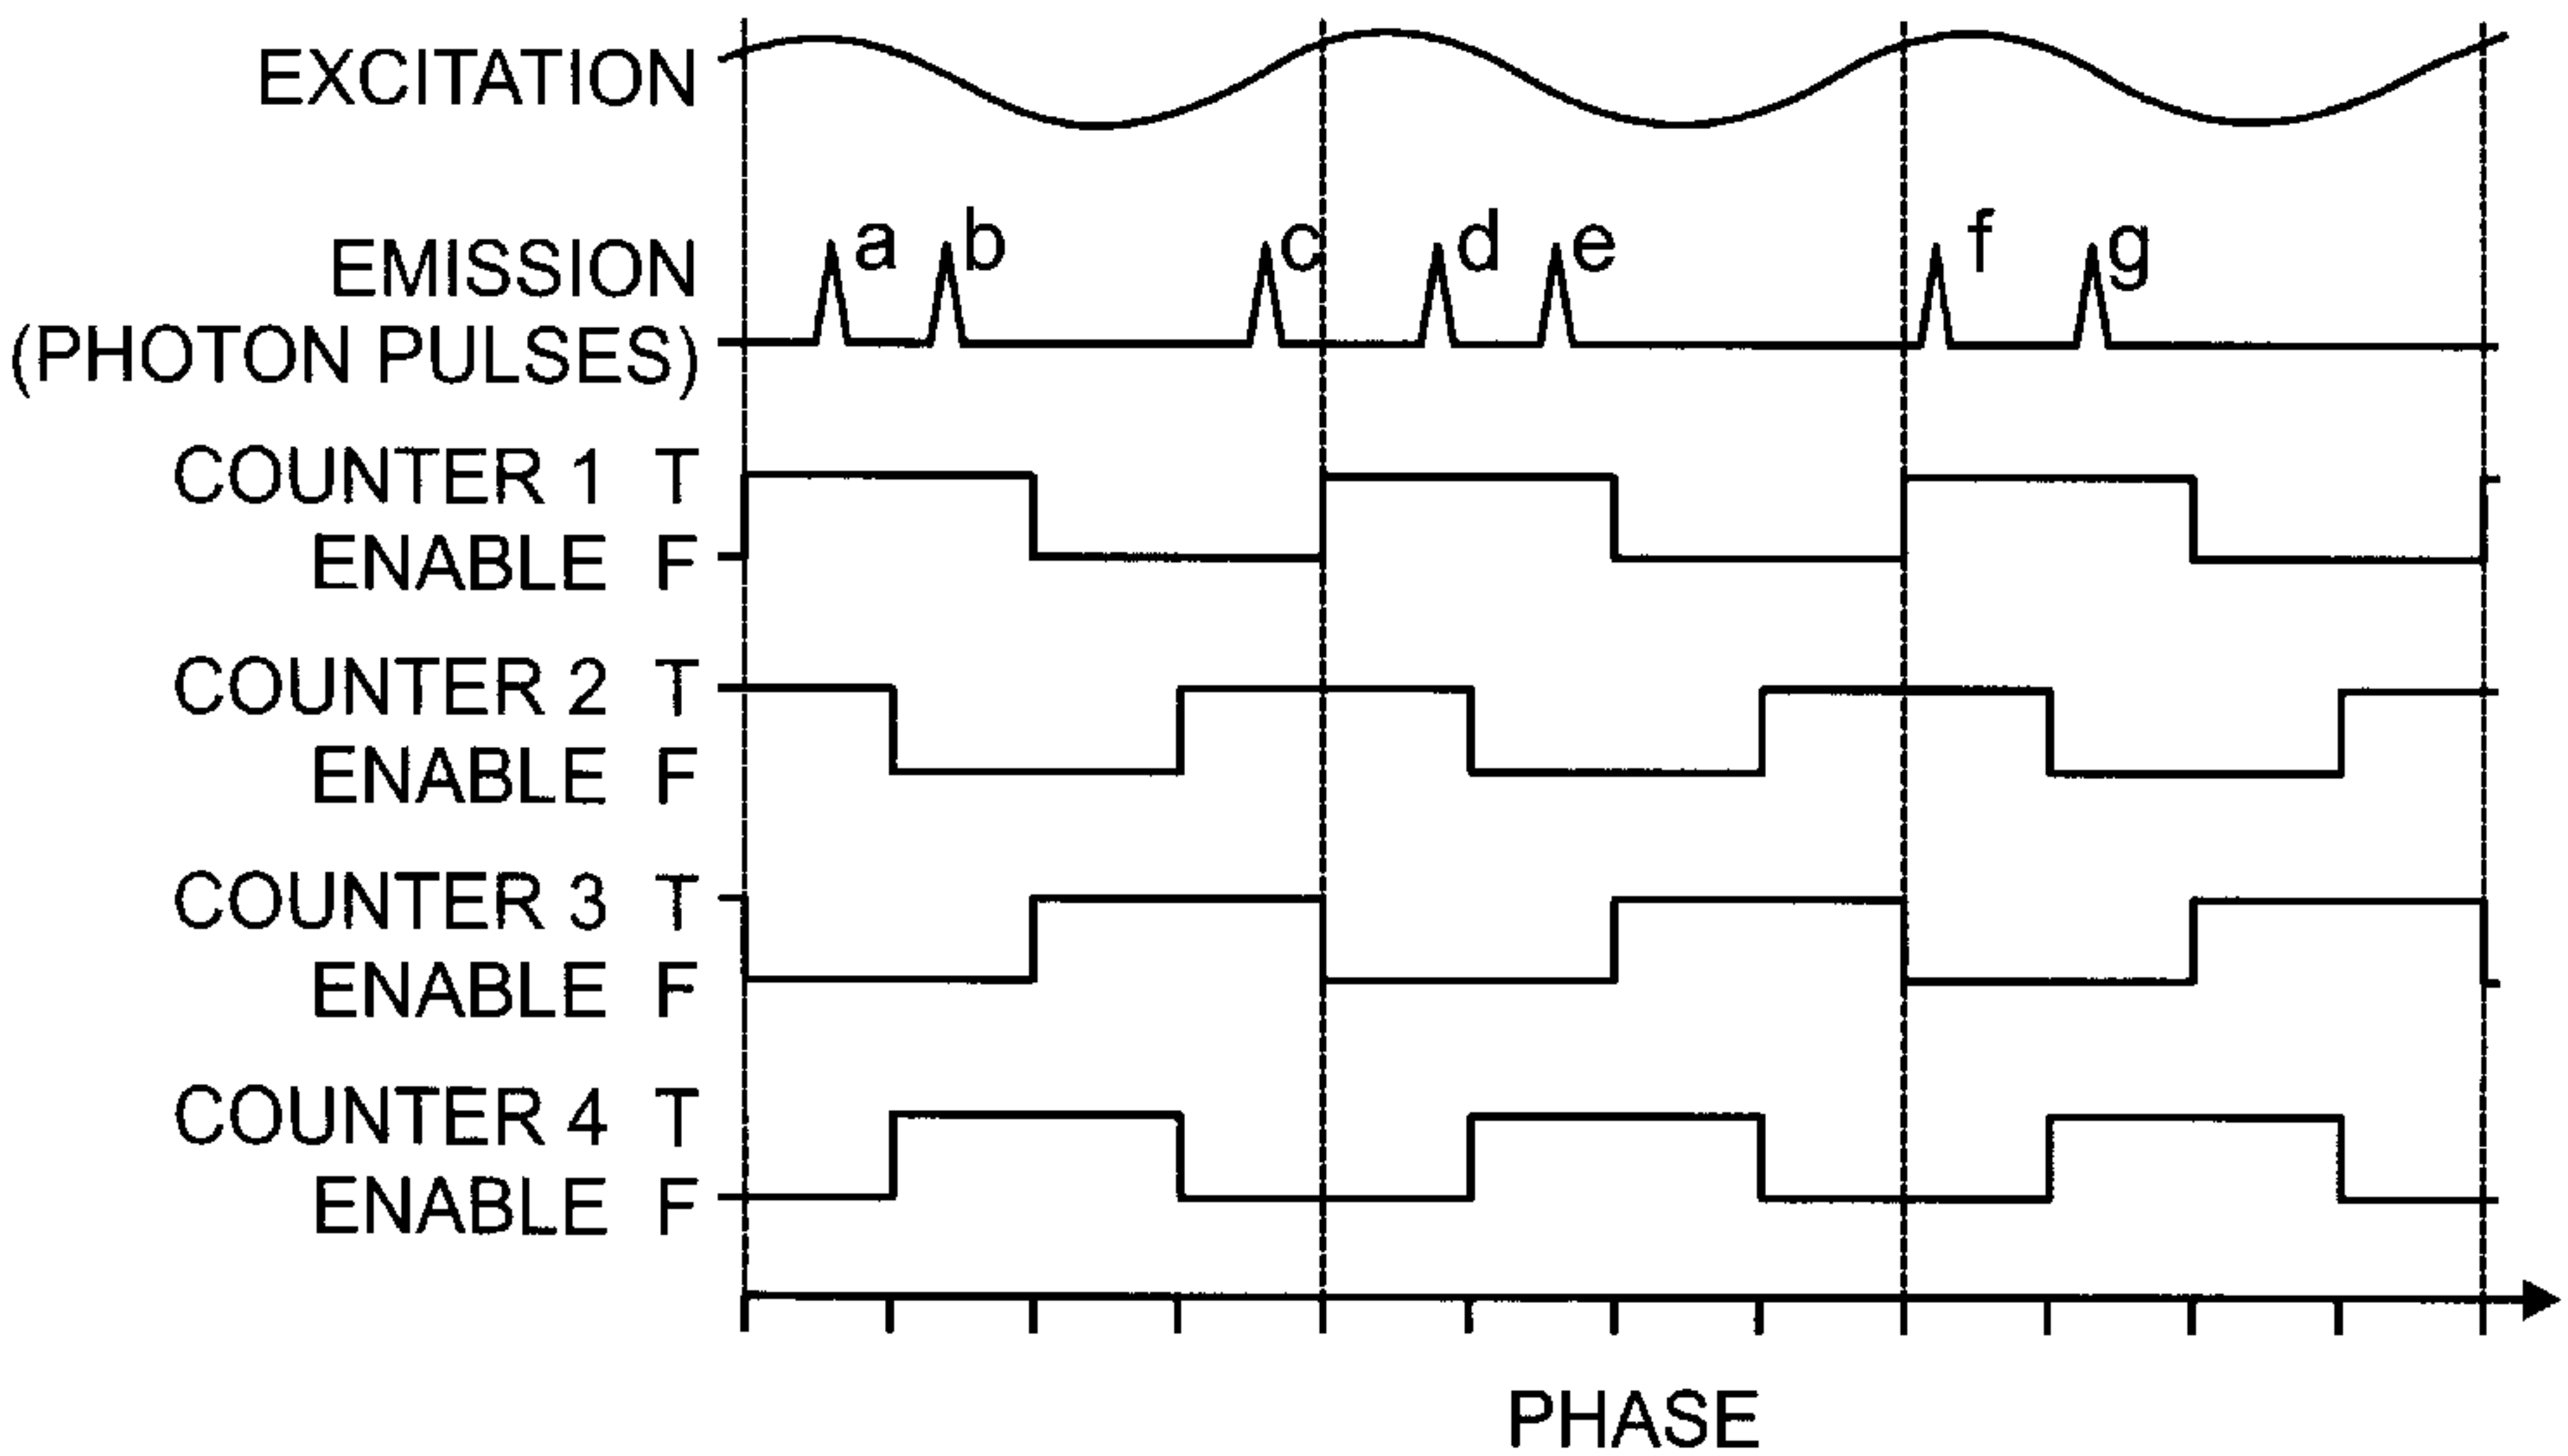 EXCITATION
a b c d e f g
EMISSION
(PHOTON PULSES)
COUNTER 1 T
ENABLE F
COUNTER 2 T
ENABLE F
COUNTER 3 T
ENABLE F
COUNTER 4 T
ENABLE F
PHASE